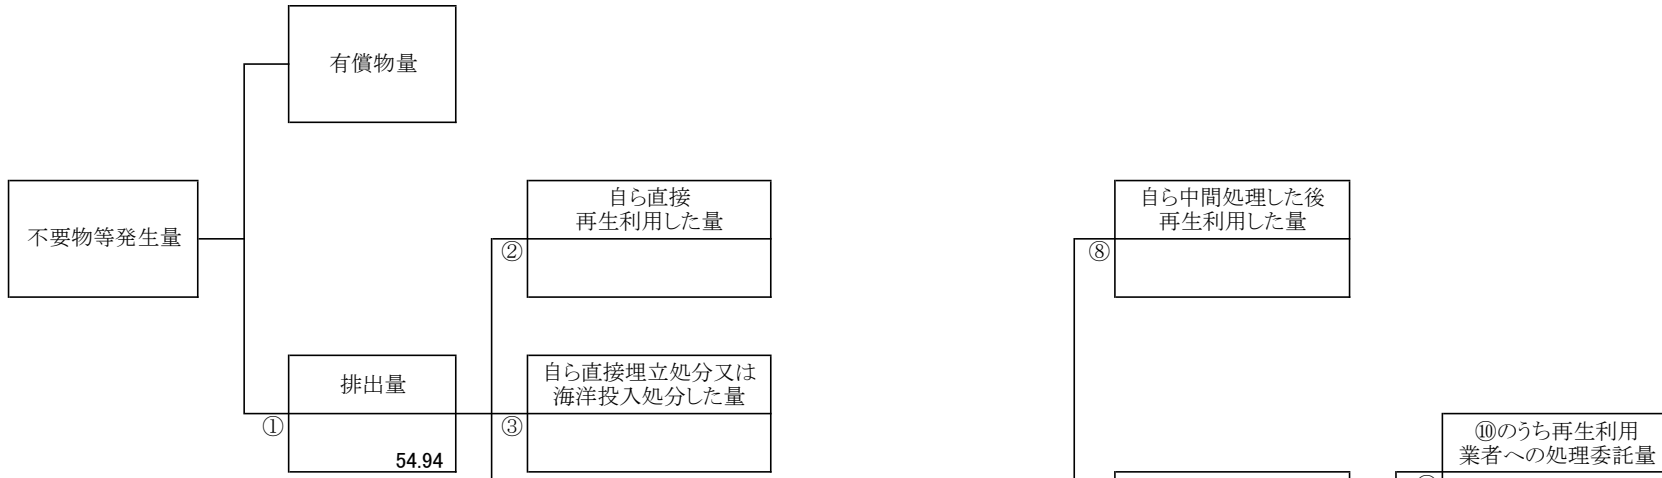 有償物量
不要物等発生量
自ら直接
再生利用した量
②
自ら中間処理した後
再生利用した量
⑧
排出量
①
54.94
自ら直接埋立処分又は
海洋投入処分した量
③
⑩のうち再生利用
業者への処理委託量